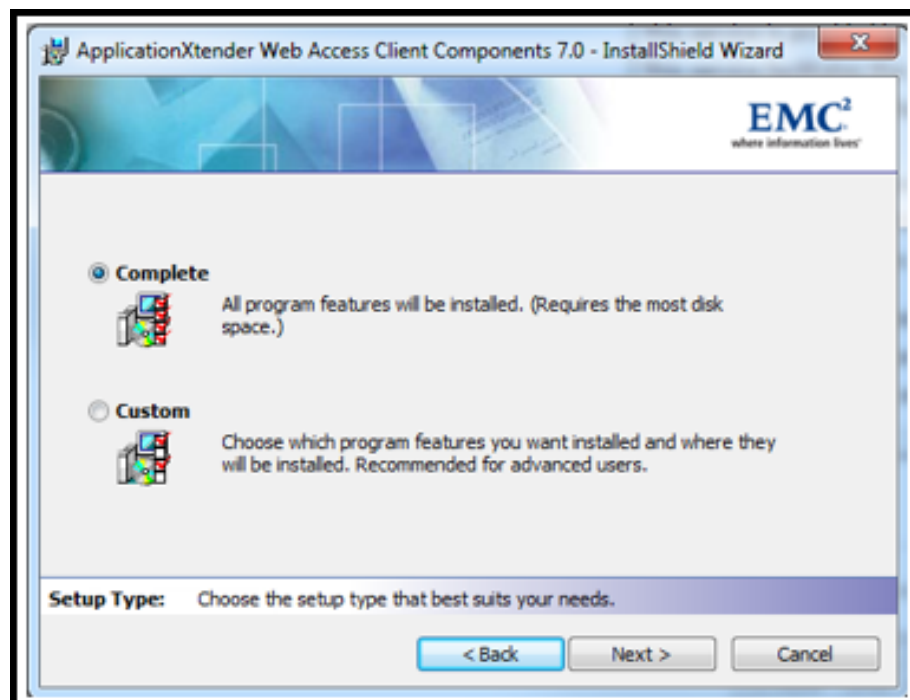 ApplicationXtender Web Access Client Components 7.0 - InstallShield Wizard
EMC²
where information lives®
Complete
All program features will be installed. (Requires the most disk
space.)
Custom
Choose which program features you want installed and where they
will be installed. Recommended for advanced users.
Setup Type: Choose the setup type that best suits your needs.
< Back Next > Cancel